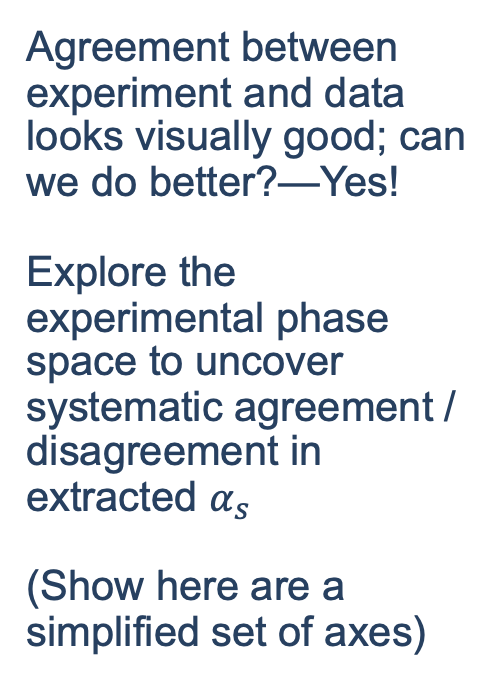 Agreement between
experiment and data
looks visually good; can
we do better?—Yes!
Explore the
experimental phase
space to uncover
systematic agreement /
disagreement in
extracted 𝛼𝑠
(Show here are a
simplified set of axes)